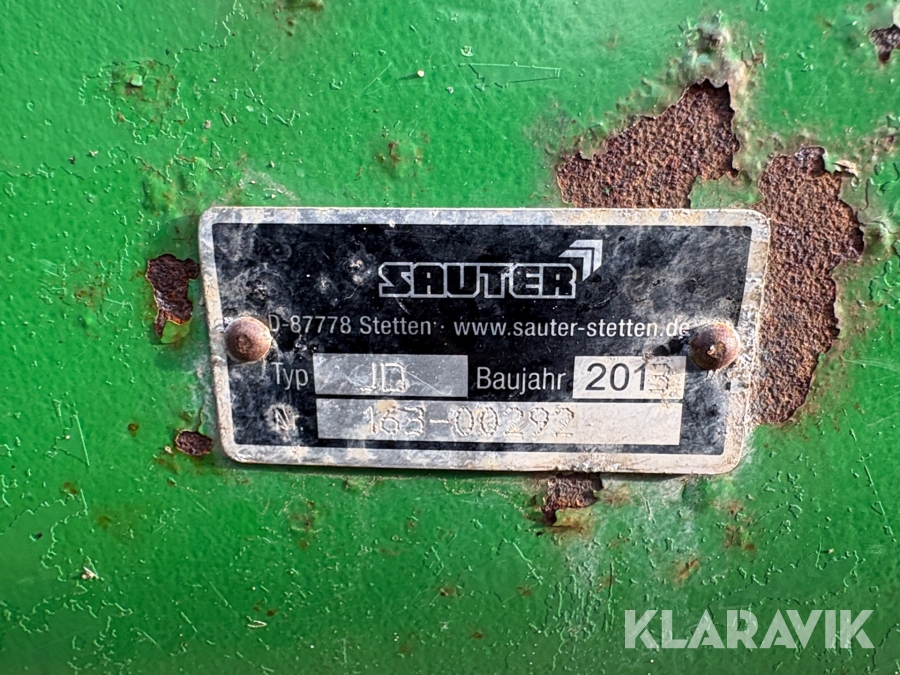 SAUTER
D-87778 Stetten · www.sauter-stetten.de
Typ JD Baujahr 2013
Nr 163-00292
KLARAVIK